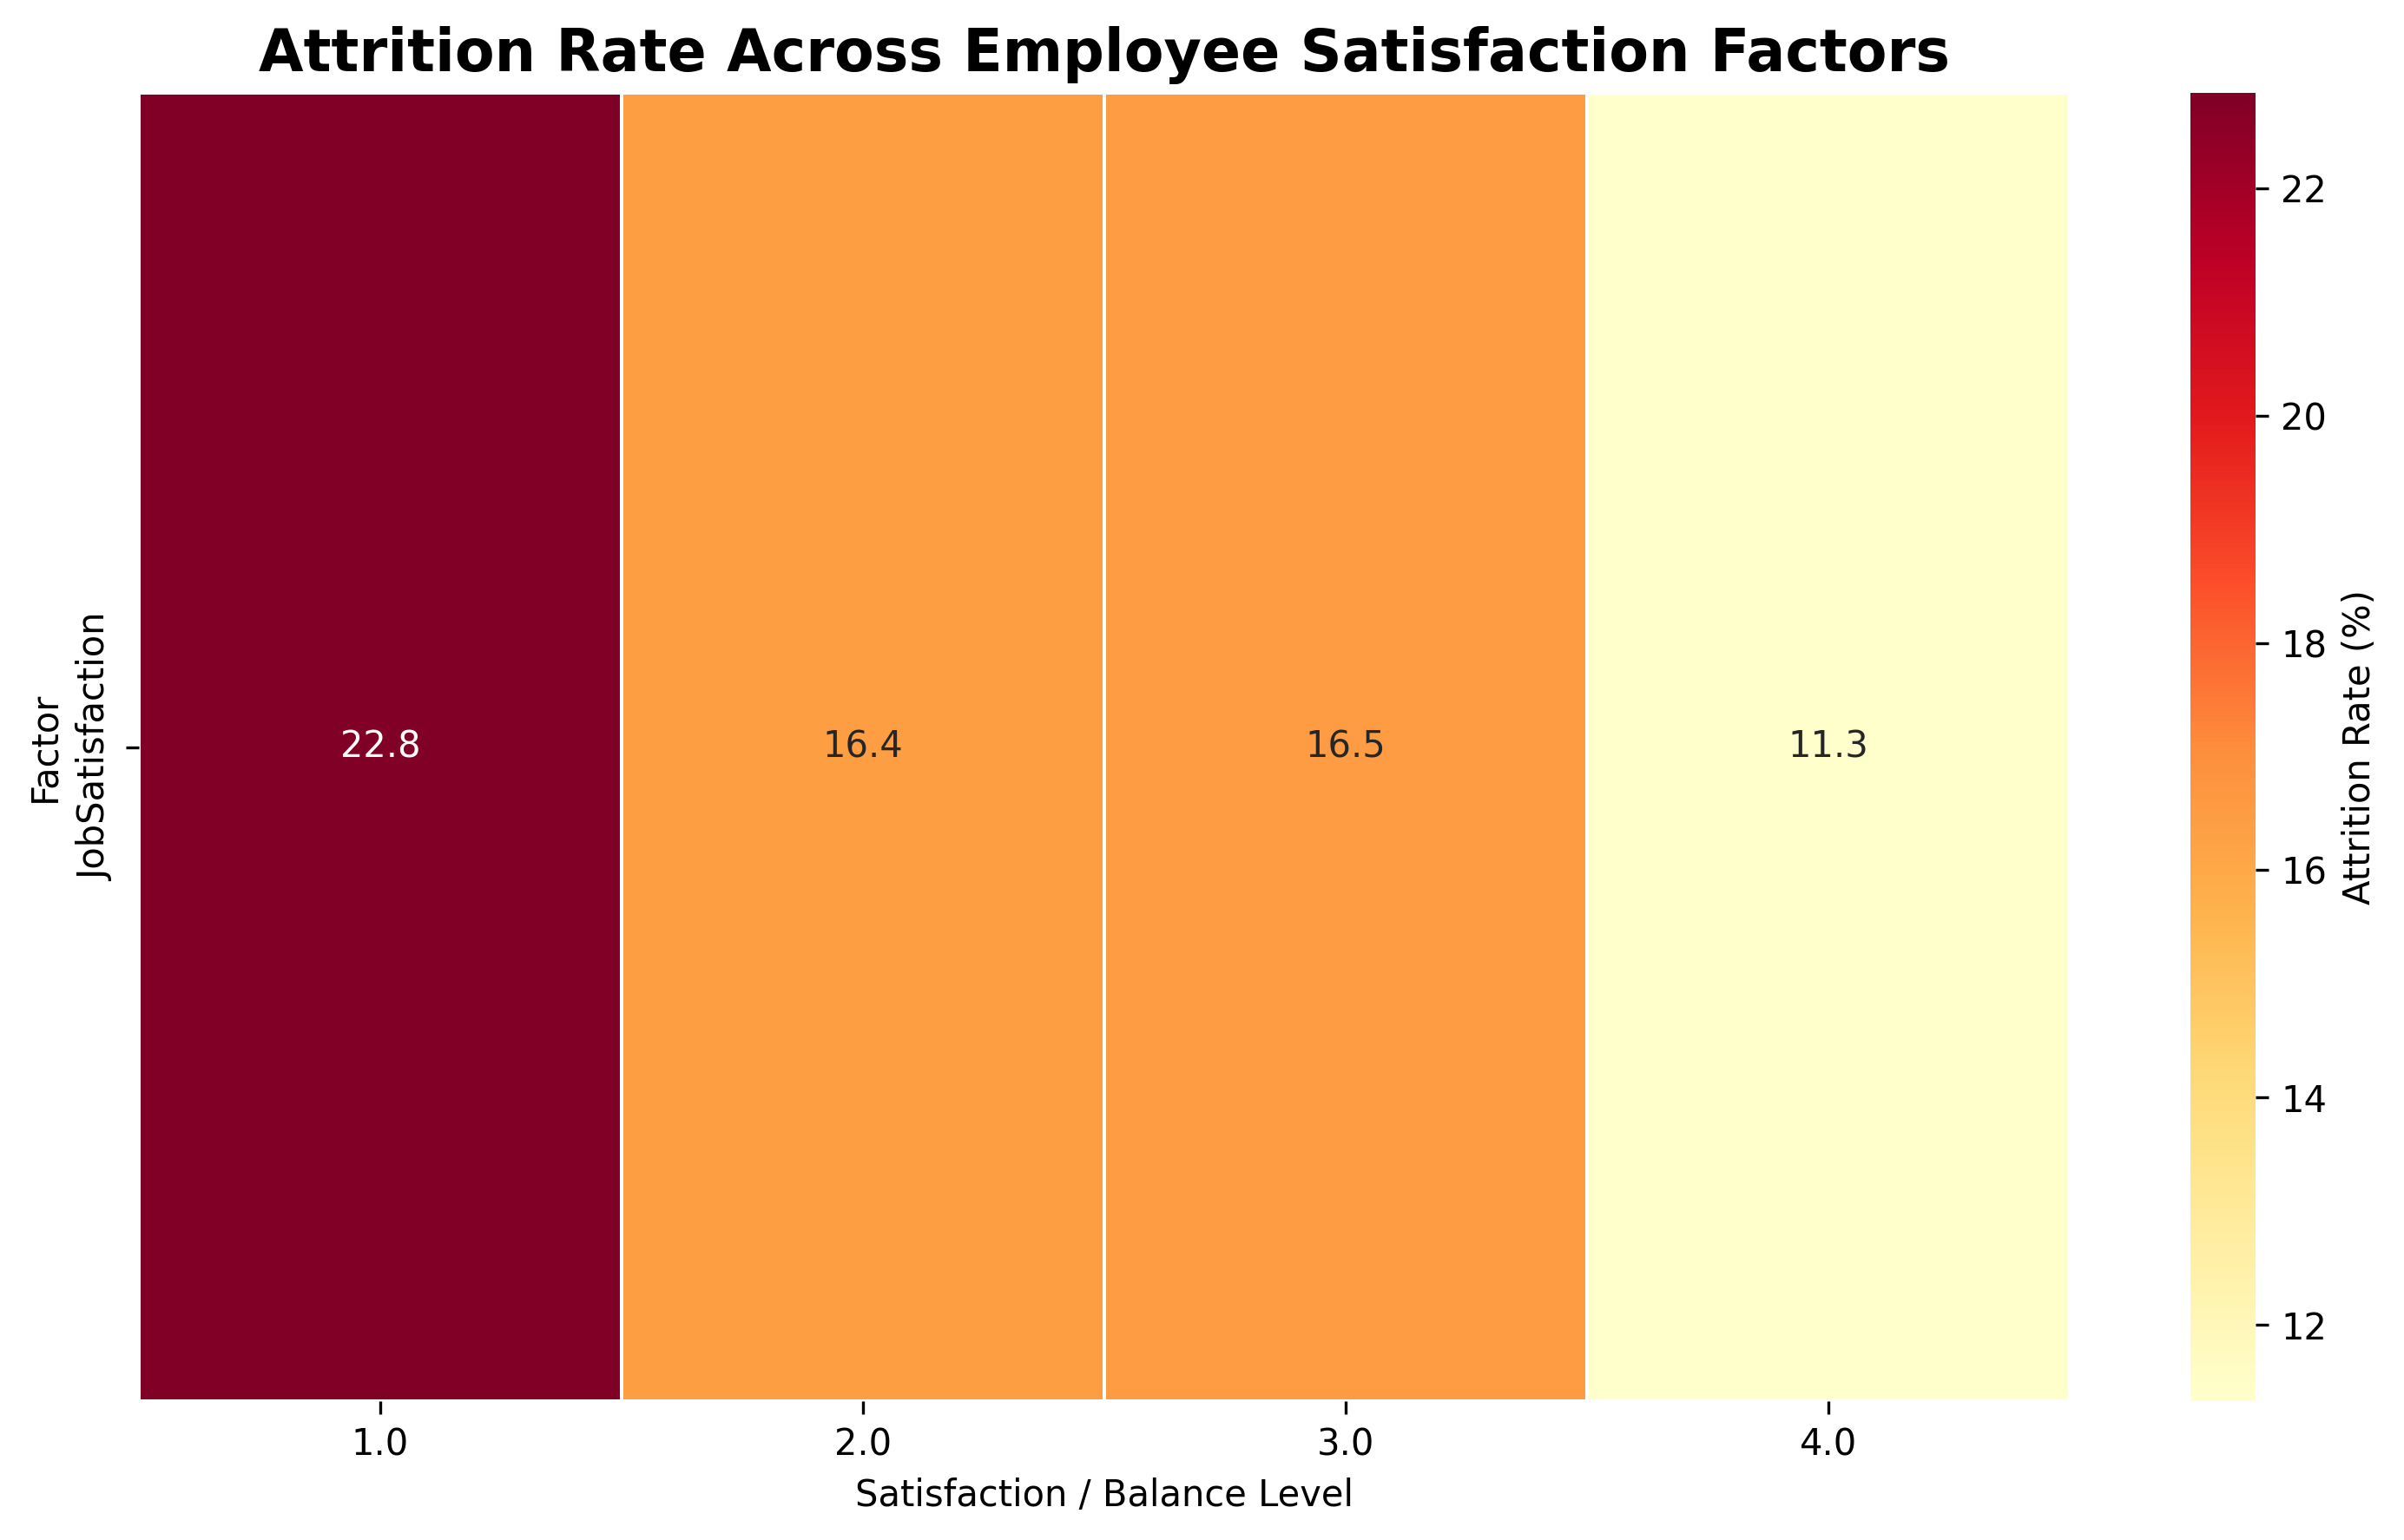 Attrition Rate Across Employee Satisfaction Factors
Factor
JobSatisfaction
22.8
16.4
16.5
11.3
1.0
2.0
3.0
4.0
Satisfaction / Balance Level
22
20
18
16
14
12
Attrition Rate (%)